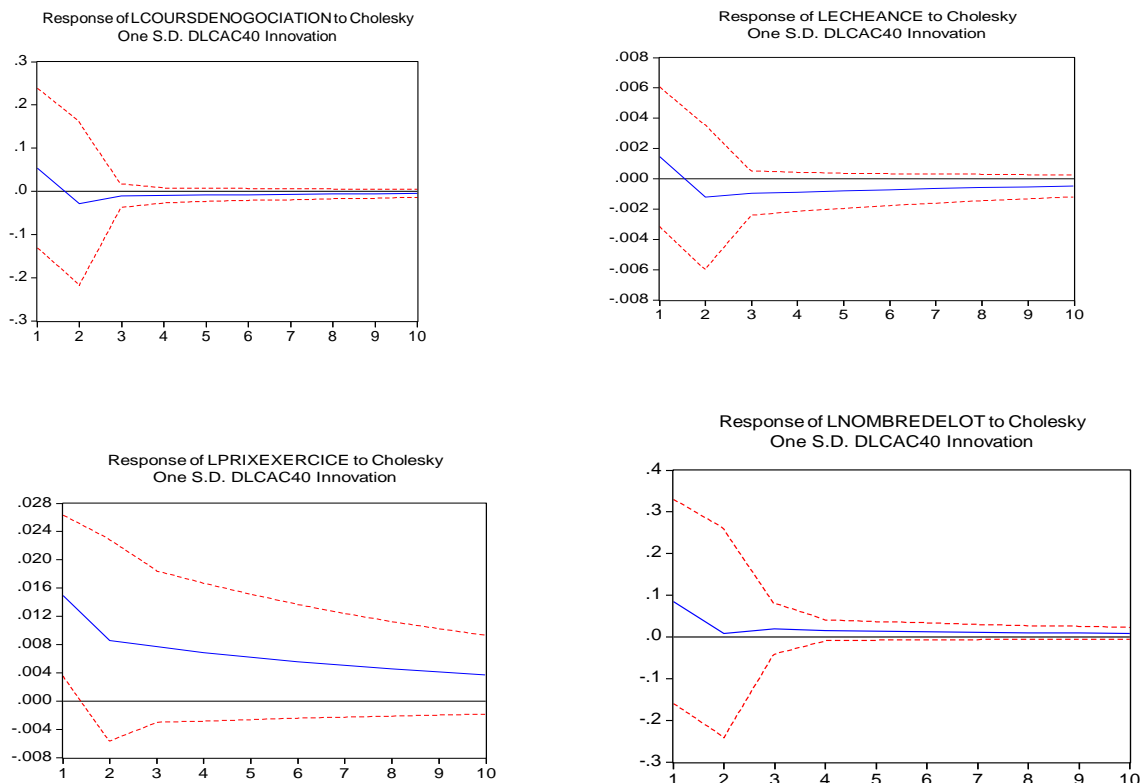 Response of LCOURSDENOGOCIATION to Cholesky
One S.D. DLCAC40 Innovation
.3
.2
.1
.0
-.1
-.2
-.3
1 2 3 4 5 6 7 8 9 10
Response of LECHEANCE to Cholesky
One S.D. DLCAC40 Innovation
.008
.006
.004
.002
.000
-.002
-.004
-.006
-.008
1 2 3 4 5 6 7 8 9 10
Response of LPRIXEXERCICE to Cholesky
One S.D. DLCAC40 Innovation
.028
.024
.020
.016
.012
.008
.004
.000
-.004
-.008
1 2 3 4 5 6 7 8 9 10
Response of LNOMBREDELOT to Cholesky
One S.D. DLCAC40 Innovation
.4
.3
.2
.1
.0
-.1
-.2
-.3
1 2 3 4 5 6 7 8 9 10